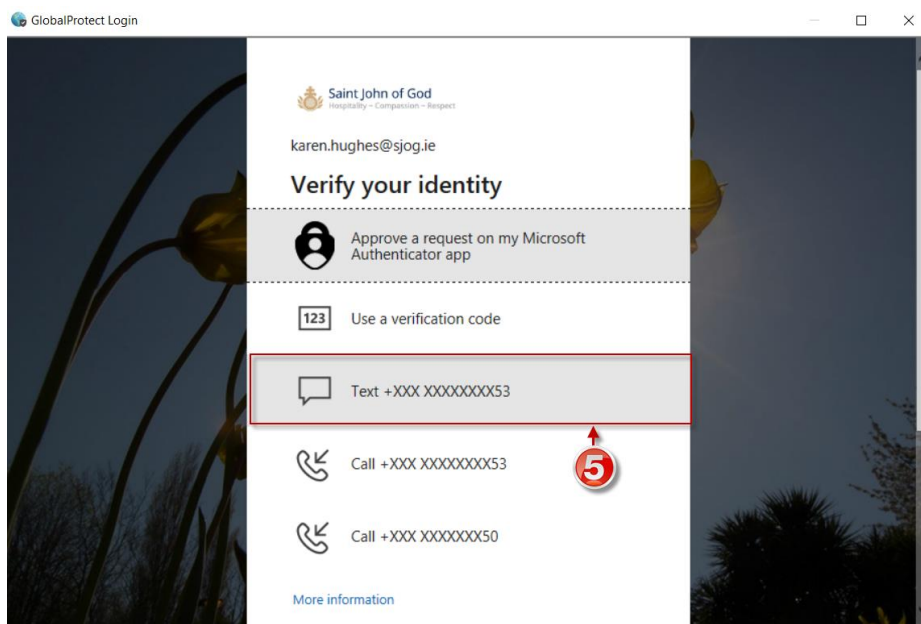 GlobalProtect Login
Saint John of God
Hospitality ~ Compassion ~ Respect
karen.hughes@sjog.ie
Verify your identity
Approve a request on my Microsoft
Authenticator app
123 Use a verification code
Text +XXX XXXXXXXX53
5
Call +XXX XXXXXXXX53
Call +XXX XXXXXXX50
More information